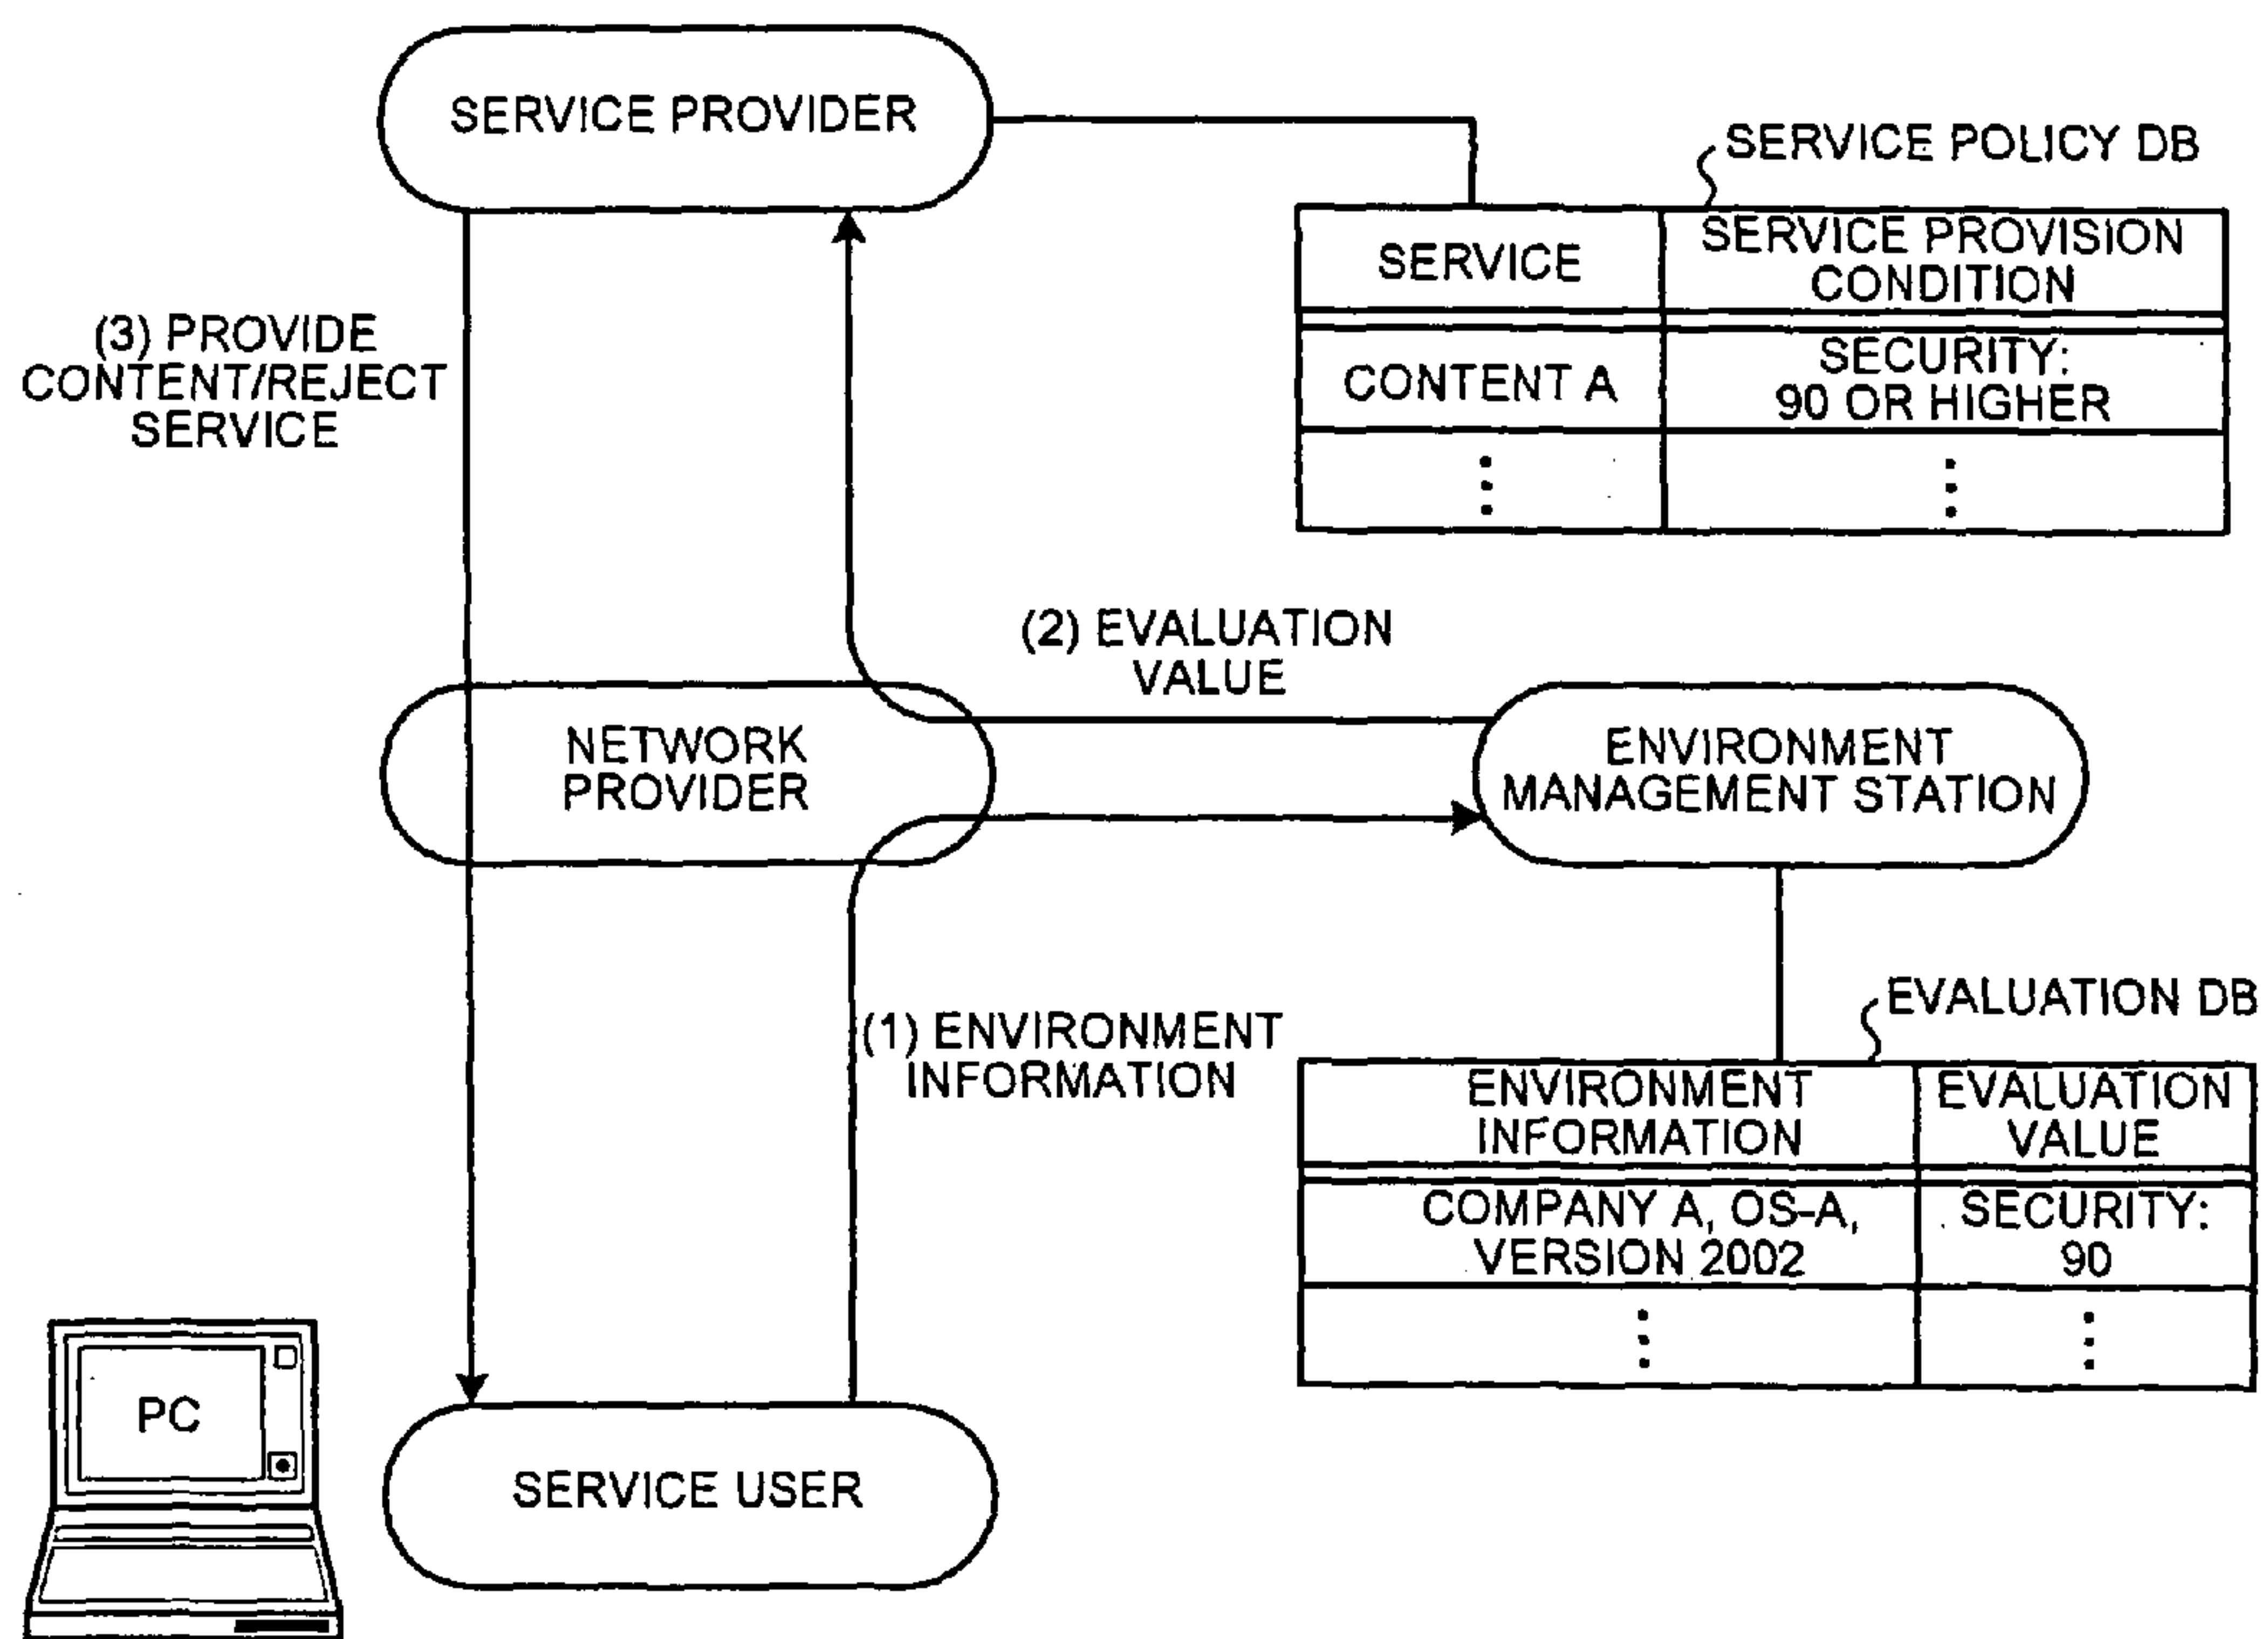 SERVICE PROVIDER
SERVICE POLICY DB
SERVICE
SERVICE PROVISION
CONDITION
CONTENT A
SECURITY:
90 OR HIGHER
(3) PROVIDE
CONTENT/REJECT
SERVICE
(2) EVALUATION
VALUE
NETWORK
PROVIDER
ENVIRONMENT
MANAGEMENT STATION
(1) ENVIRONMENT
INFORMATION
EVALUATION DB
ENVIRONMENT
INFORMATION
EVALUATION
VALUE
COMPANY A, OS-A,
VERSION 2002
SECURITY:
90
PC
SERVICE USER